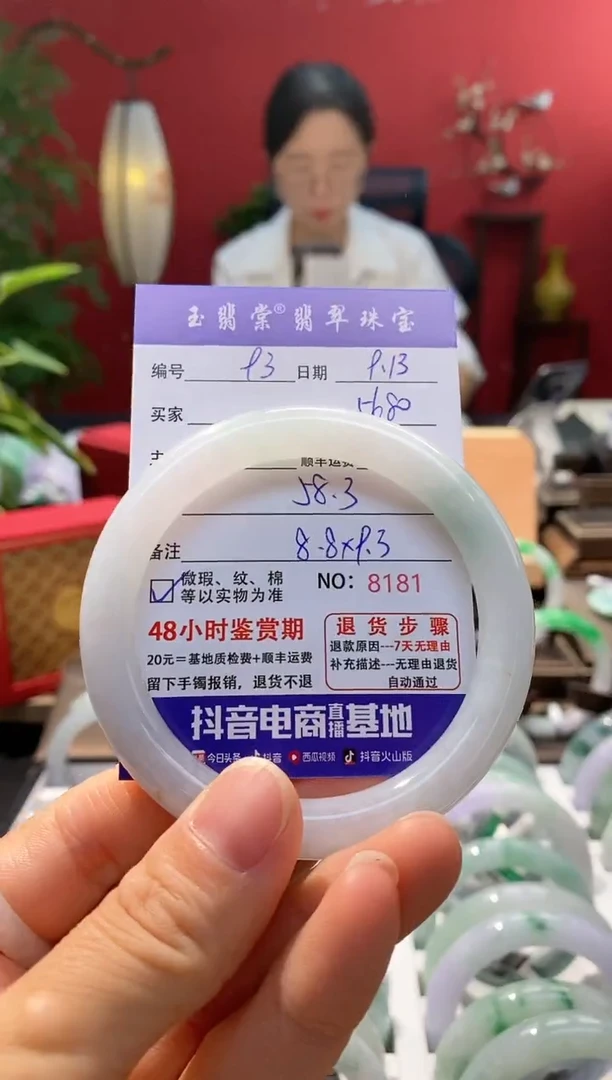 玉翡棠®翡翠珠宝
编号 93 日期 9.13
买家 5680
顺丰运费
58.3
备注 8.8×9.3
微瑕、纹、棉
等以实物为准
NO: 8181
48小时鉴赏期
20元=基地质检费+顺丰运费
留下手镯报销，退货不退
退货步骤
退款原因---7天无理由
补充描述---无理由退货
自动通过
抖音电商直播基地
今日头条 抖音 西瓜视频 抖音火山版